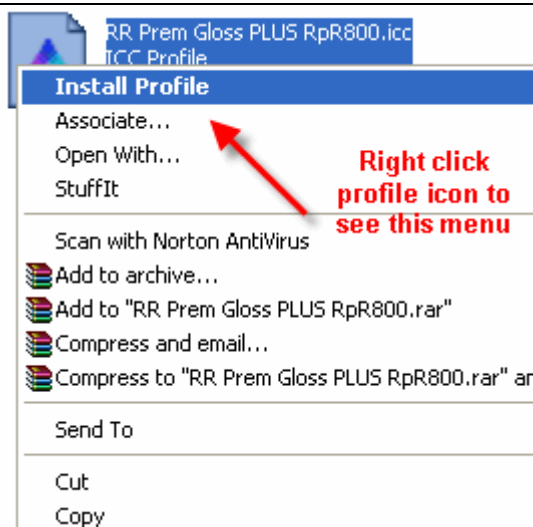 RR Prem Gloss PLUS RpR800.icc
ICC Profile
Install Profile
Associate...
Open With...
StuffIt
Right click
profile icon to
see this menu
Scan with Norton AntiVirus
Add to archive...
Add to "RR Prem Gloss PLUS RpR800.rar"
Compress and email...
Compress to "RR Prem Gloss PLUS RpR800.rar" ar
Send To
Cut
Copy